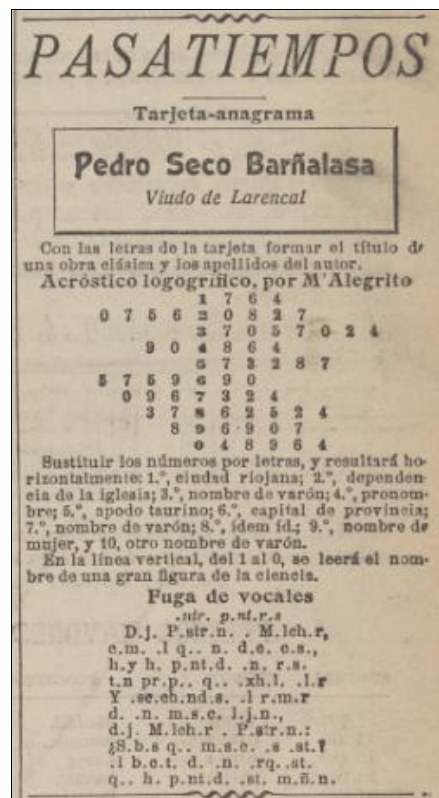 PASATIEMPOS
Tarjeta-anagrama
Pedro Seco Barñalasa
Viudo de Larencal
Con las letras de la tarjeta formar el título de
una obra clásica y los apellidos del autor.
Acróstico logogrífico, por M'Alegrito
1 7 6 4
0 7 5 6 2 0 8 2 7
3 7 0 5 7 0 2 4
9 0 4 8 6 4
5 7 3 2 8 7
5 7 5 9 6 9 0
0 9 6 7 3 2 4
3 7 8 6 2 5 2 4
8 9 6 9 0 7
0 4 8 9 6 4
Sustituir los números por letras, y resultará ho-
rizontalmente: 1.º, ciudad riojana; 2.º, dependen-
cia de la iglesia; 3.º, nombre de varón; 4.º, pronom-
bre; 5.º, apodo taurino; 6.º, capital de provincia;
7.º, nombre de varón; 8.º, ídem íd.; 9.º, nombre de
mujer, y 10, otro nombre de varón.
En la línea vertical, del 1 al 0, se leerá el nom-
bre de una gran figura de la ciencia.
Fuga de vocales
.ntr. p.nt.r.s
D.j. P.str.n. . M.lch.r,
c.m. .l q.. n. d.c. c.s.,
h.y h. p.nt.d. .n. r.s.
t.n pr.p.. q.. .xh.l. .l.r
Y .sc.ch.nd.s. .l r.m.r
d. .n. m.s.c. l.j.n.,
d.j. M.lch.r . P.str.n.:
¿S.b.s q.. m.s.c. .s .st.?
.l b.c.t. d. .n. .rq..st.
q.. h. p.nt.d. .st. m.ñ.n.